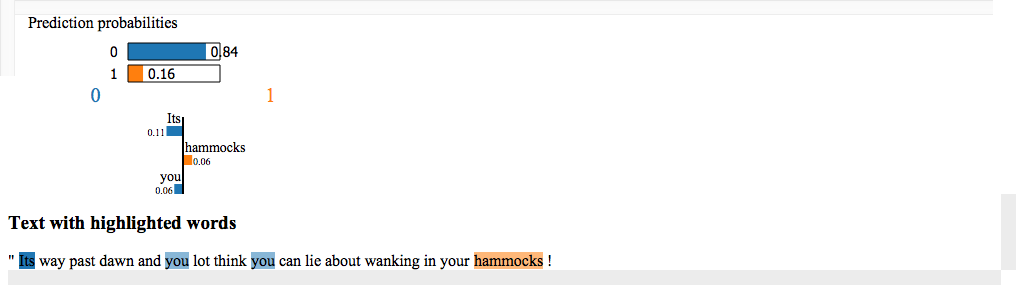 Prediction probabilities
0 0.84
1 0.16
0 1
Its
0.11
hammocks
0.06
you
0.06
Text with highlighted words
" Its way past dawn and you lot think you can lie about wanking in your hammocks !